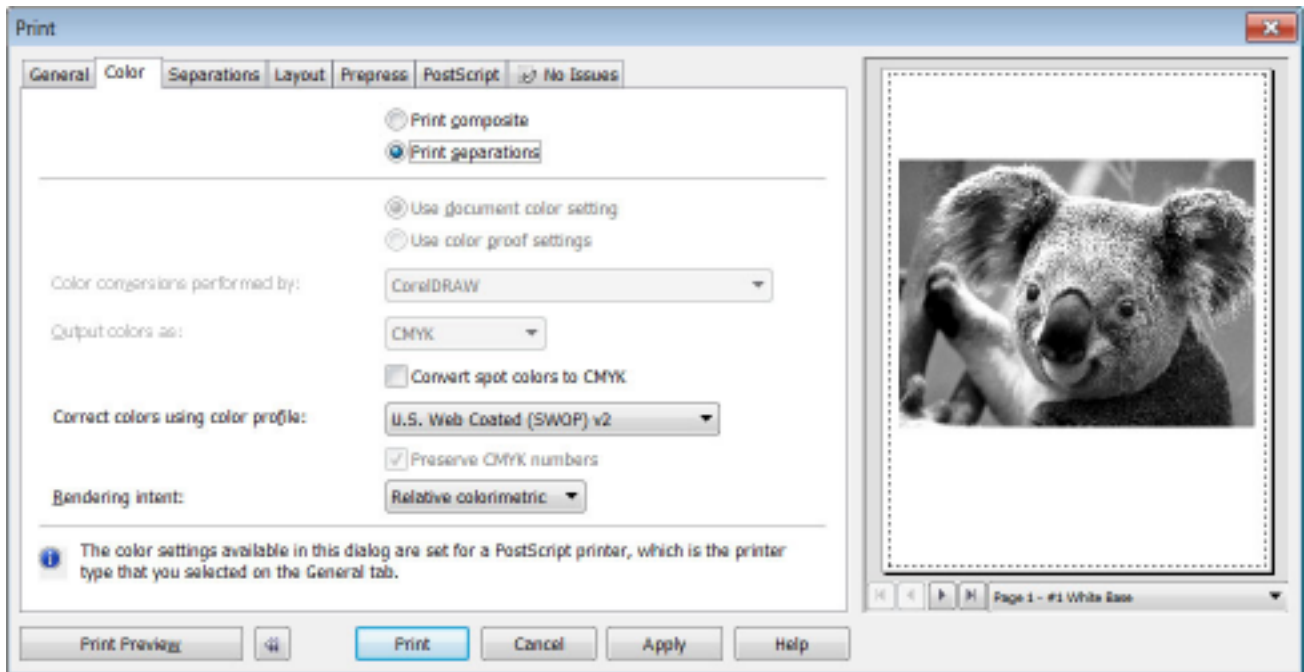 Print
General Color Separations Layout Prepress PostScript No Issues
Print composite
Print separations
Use document color setting
Use color proof settings
Color conversions performed by: CorelDRAW
Output colors as: CMYK
Convert spot colors to CMYK
Correct colors using color profile: U.S. Web Coated (SWOP) v2
Preserve CMYK numbers
Rendering intent: Relative colorimetric
The color settings available in this dialog are set for a PostScript printer, which is the printer
type that you selected on the General tab.
Page 1 - #1 White Base
Print Preview Print Cancel Apply Help